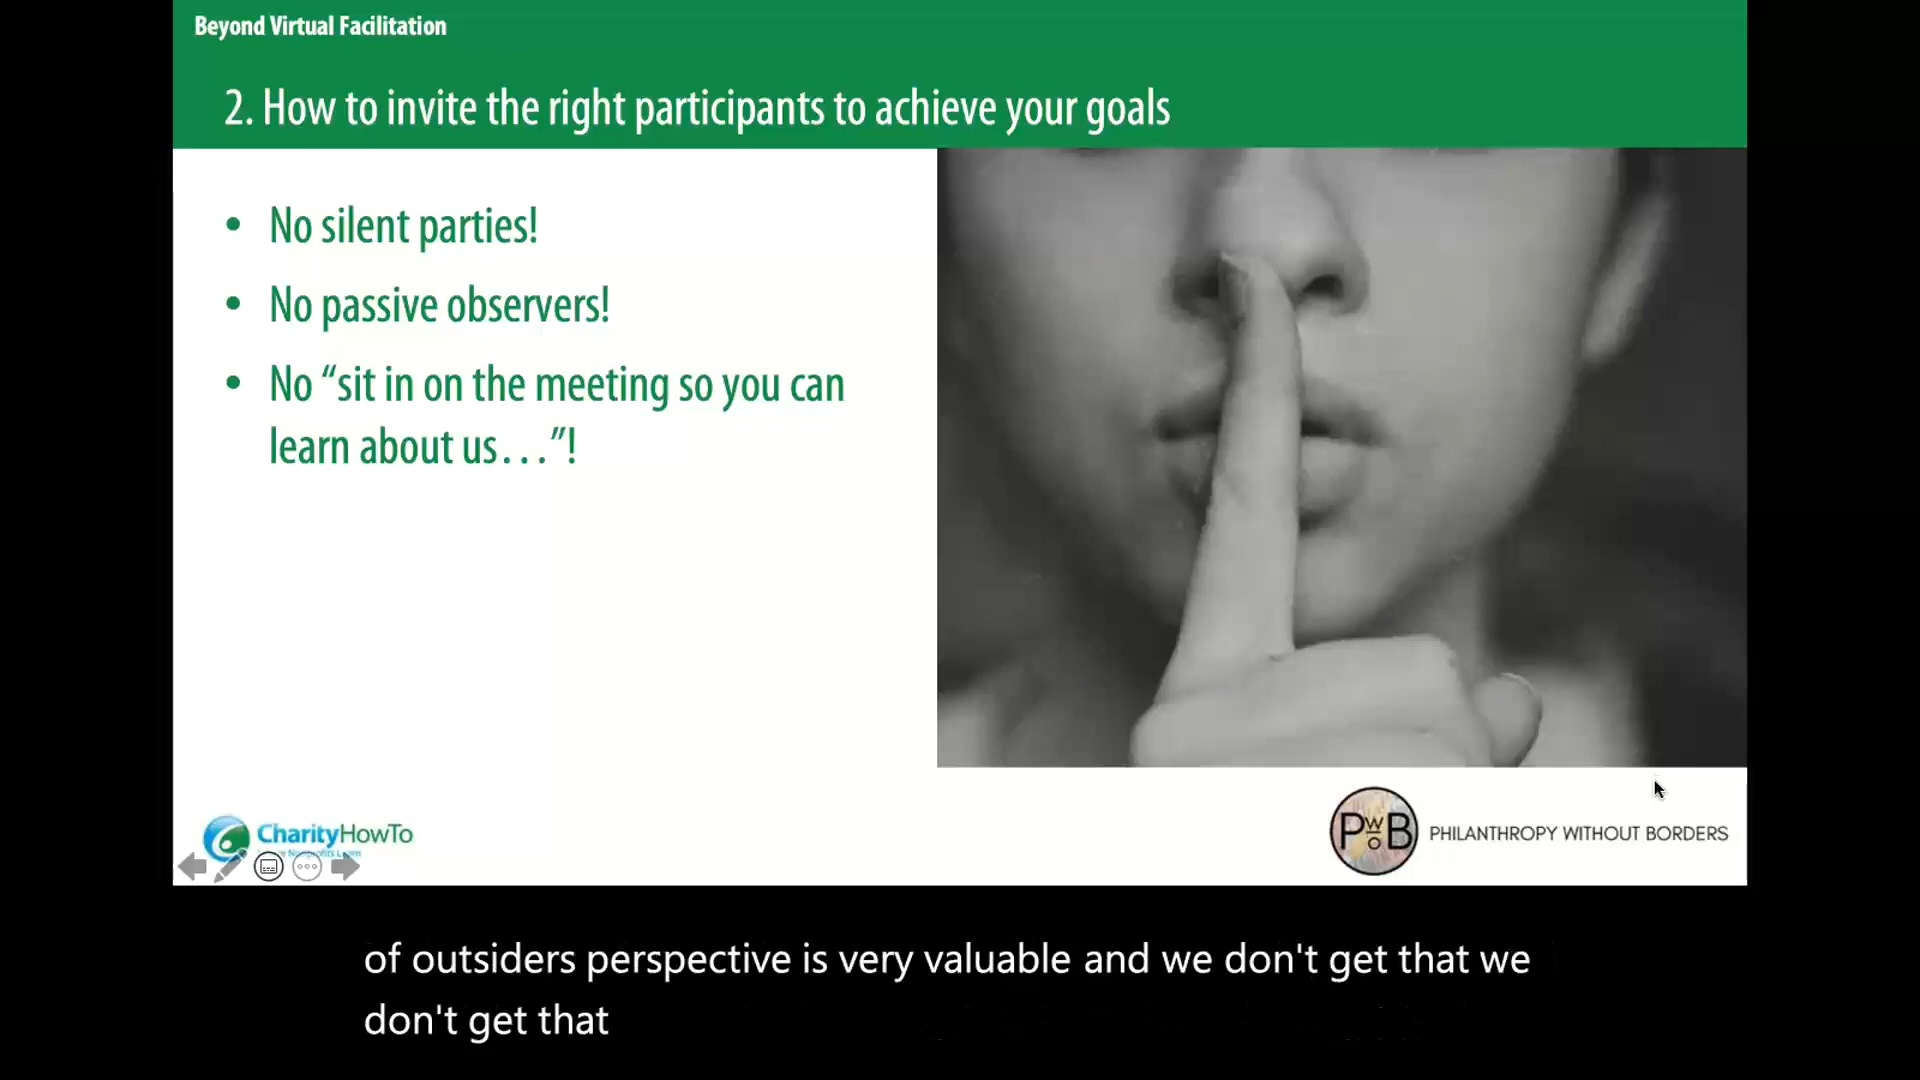 Beyond Virtual Facilitation
2. How to invite the right participants to achieve your goals
• No silent parties!
• No passive observers!
• No “sit in on the meeting so you can
learn about us…”!
CharityHowTo
Nonprofits Learn
PWOB
PHILANTHROPY WITHOUT BORDERS
of outsiders perspective is very valuable and we don't get that we
don't get that